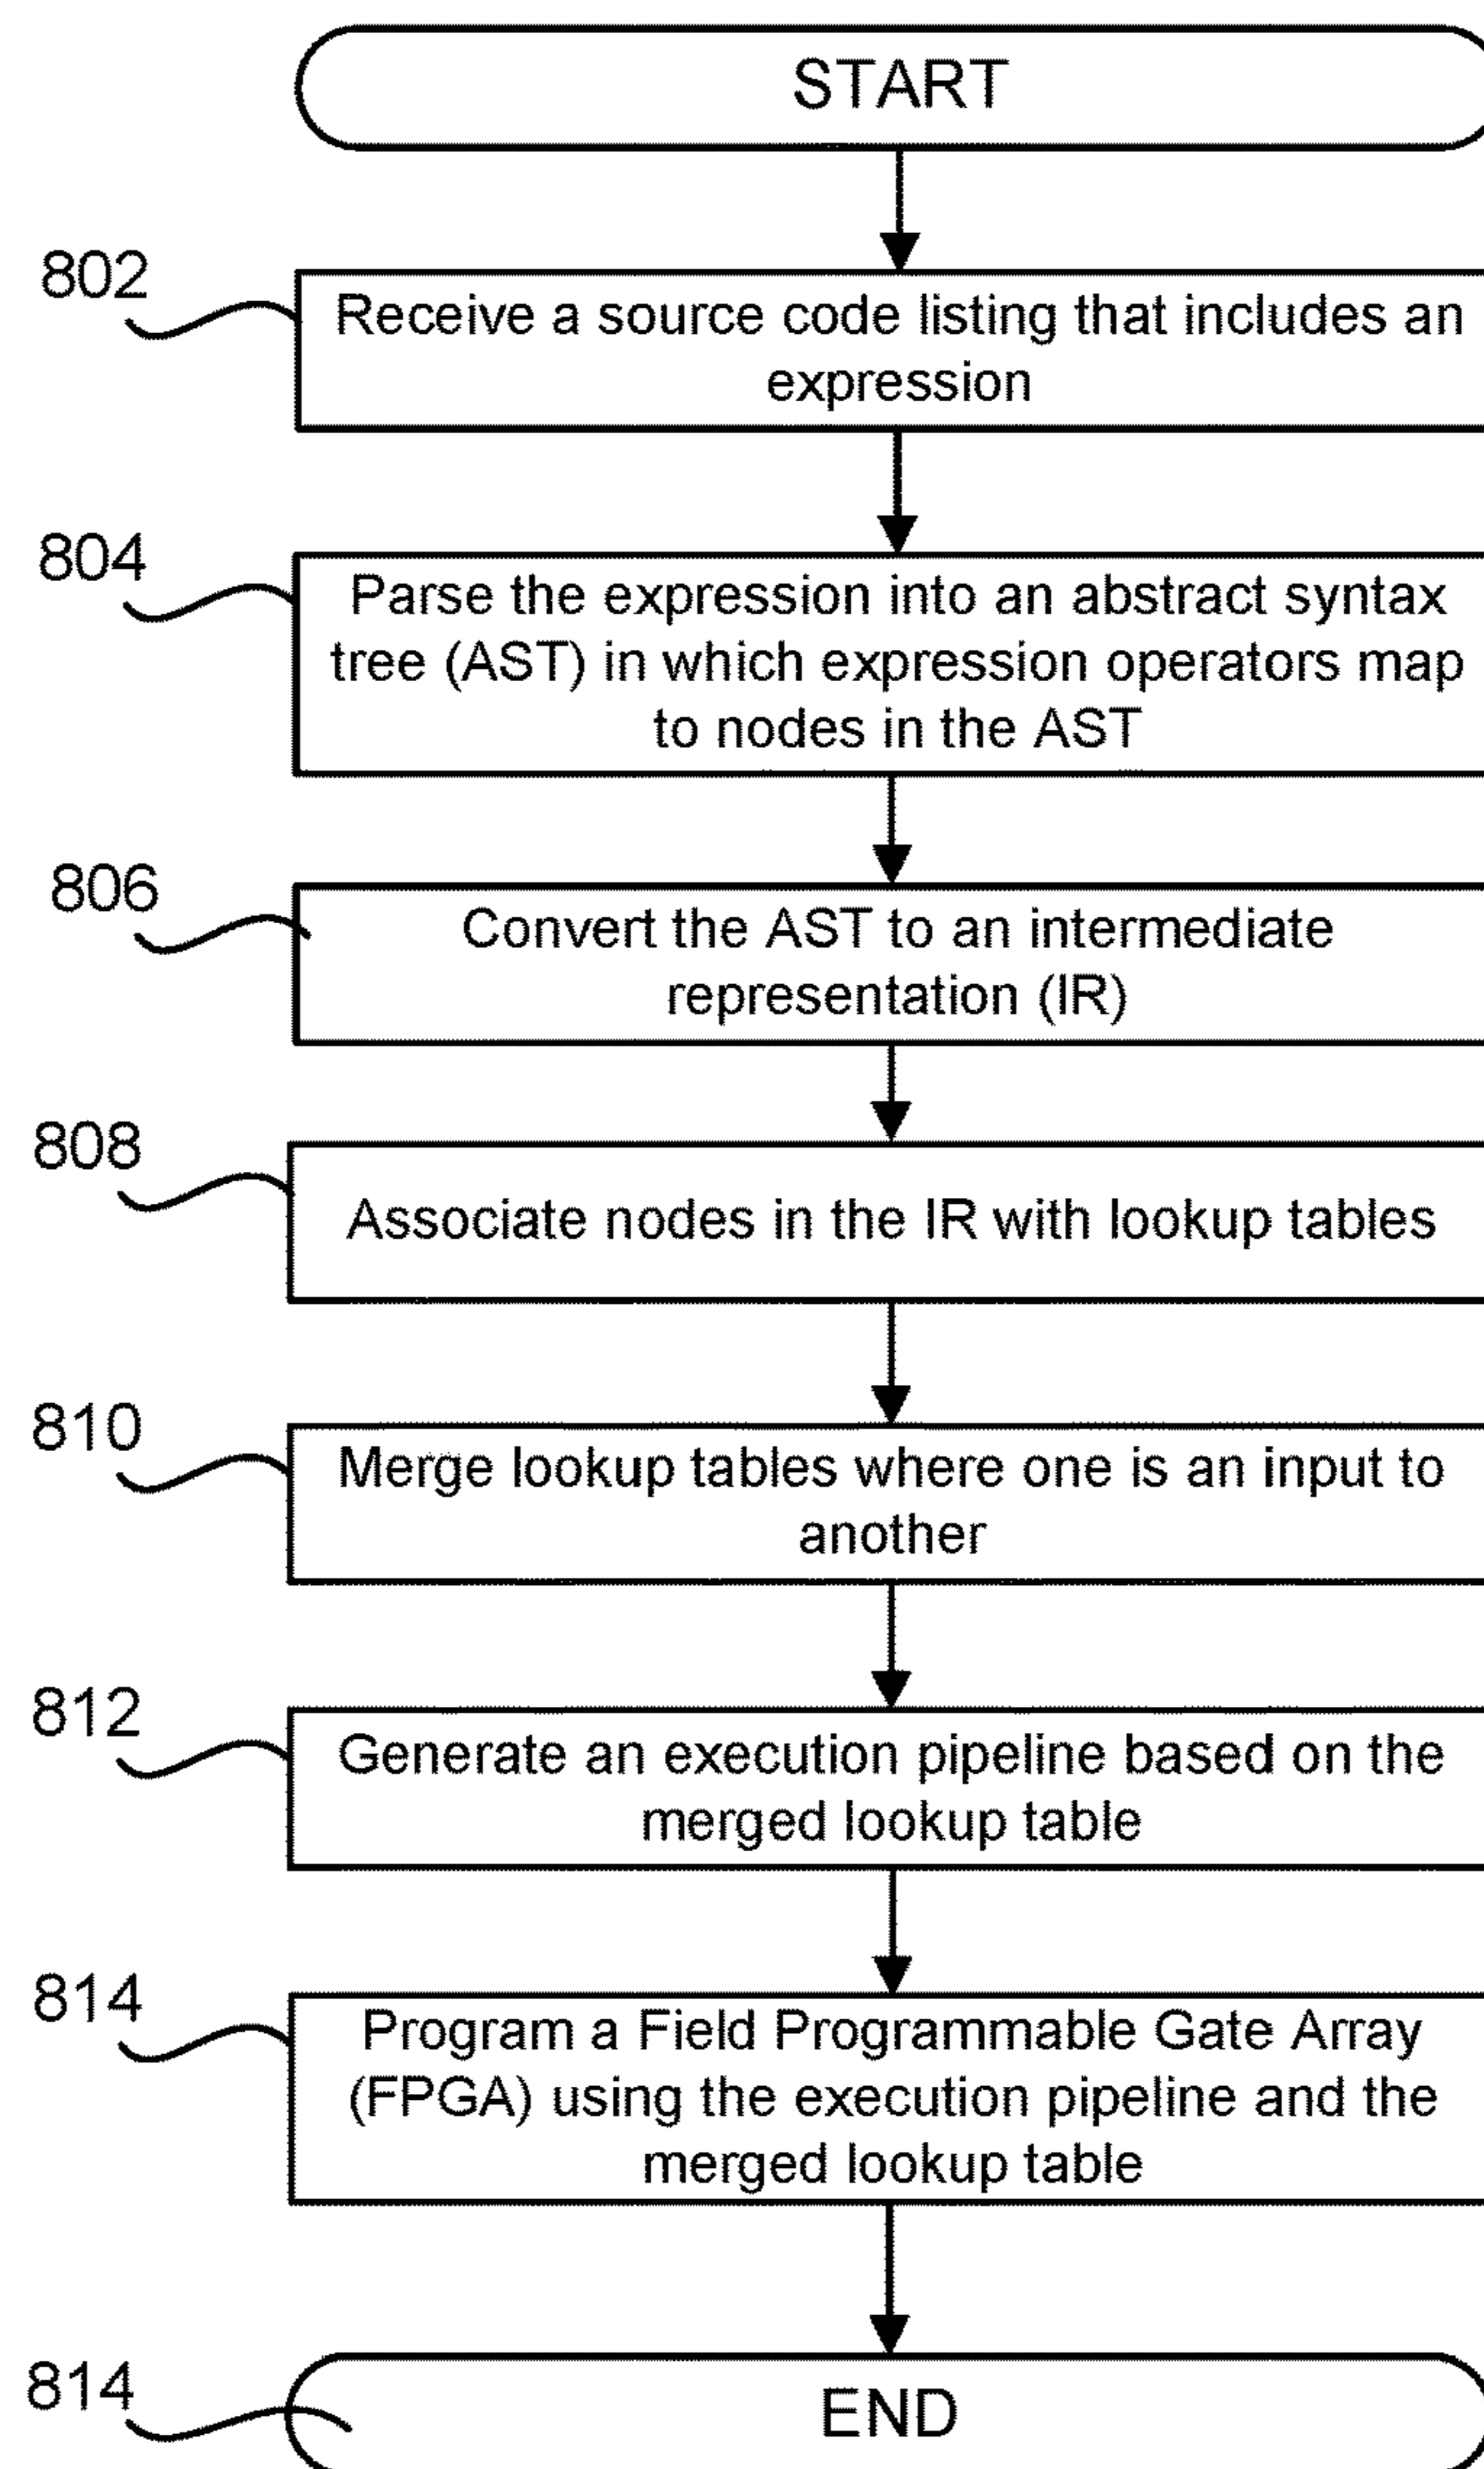 START
802
Receive a source code listing that includes an
expression
804
Parse the expression into an abstract syntax
tree (AST) in which expression operators map
to nodes in the AST
806
Convert the AST to an intermediate
representation (IR)
808
Associate nodes in the IR with lookup tables
810
Merge lookup tables where one is an input to
another
812
Generate an execution pipeline based on the
merged lookup table
814
Program a Field Programmable Gate Array
(FPGA) using the execution pipeline and the
merged lookup table
814
END